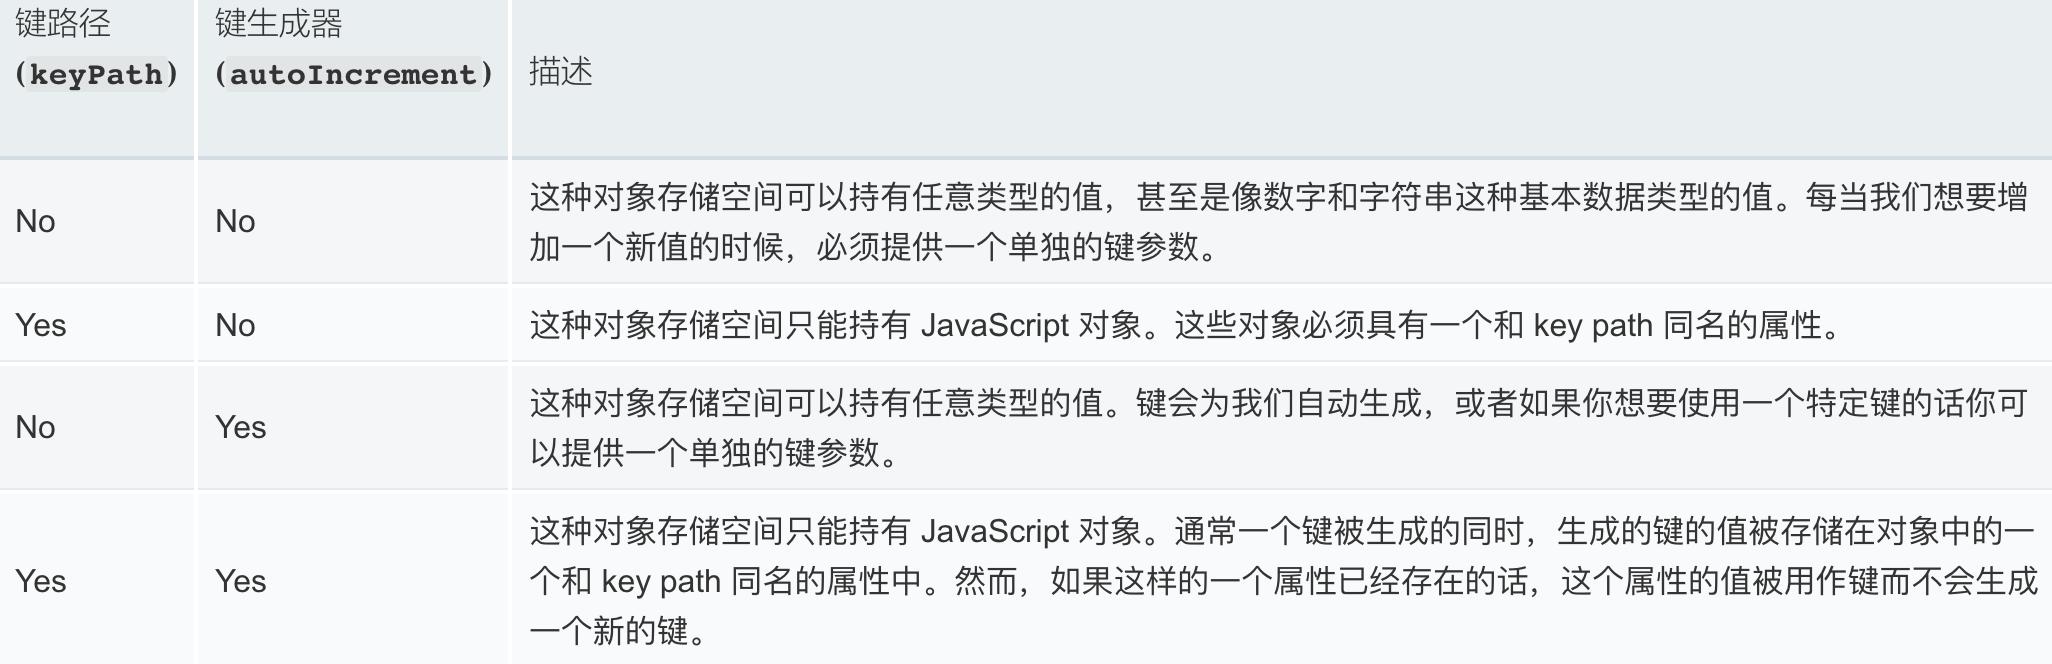 键路径
(keyPath)
键生成器
(autoIncrement)
描述
No
No
这种对象存储空间可以持有任意类型的值，甚至是像数字和字符串这种基本数据类型的值。每当我们想要增
加一个新值的时候，必须提供一个单独的键参数。
Yes
No
这种对象存储空间只能持有 JavaScript 对象。这些对象必须具有一个和 key path 同名的属性。
No
Yes
这种对象存储空间可以持有任意类型的值。键会为我们自动生成，或者如果你想要使用一个特定键的话你可
以提供一个单独的键参数。
Yes
Yes
这种对象存储空间只能持有 JavaScript 对象。通常一个键被生成的同时，生成的键的值被存储在对象中的一
个和 key path 同名的属性中。然而，如果这样的一个属性已经存在的话，这个属性的值被用作键而不会生成
一个新的键。